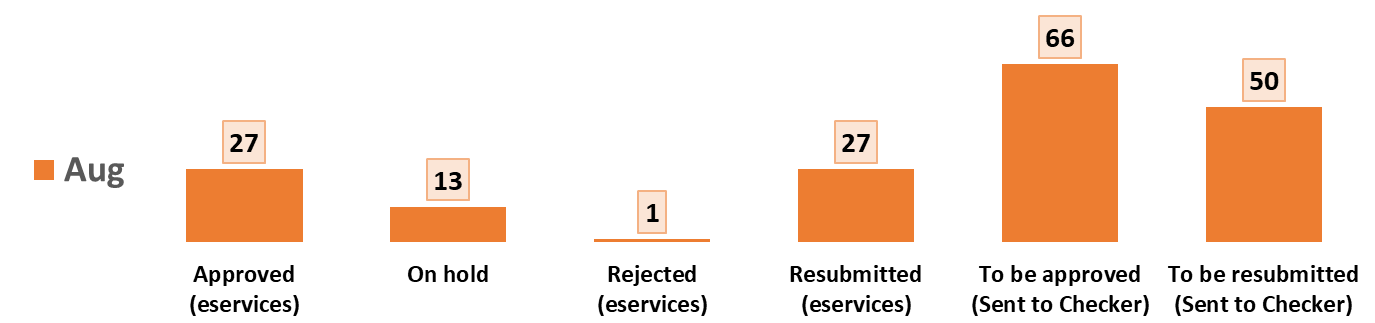 66
50
27
27
13
1
Aug
Approved
(eservices)
On hold
Rejected
(eservices)
Resubmitted
(eservices)
To be approved
(Sent to Checker)
To be resubmitted
(Sent to Checker)